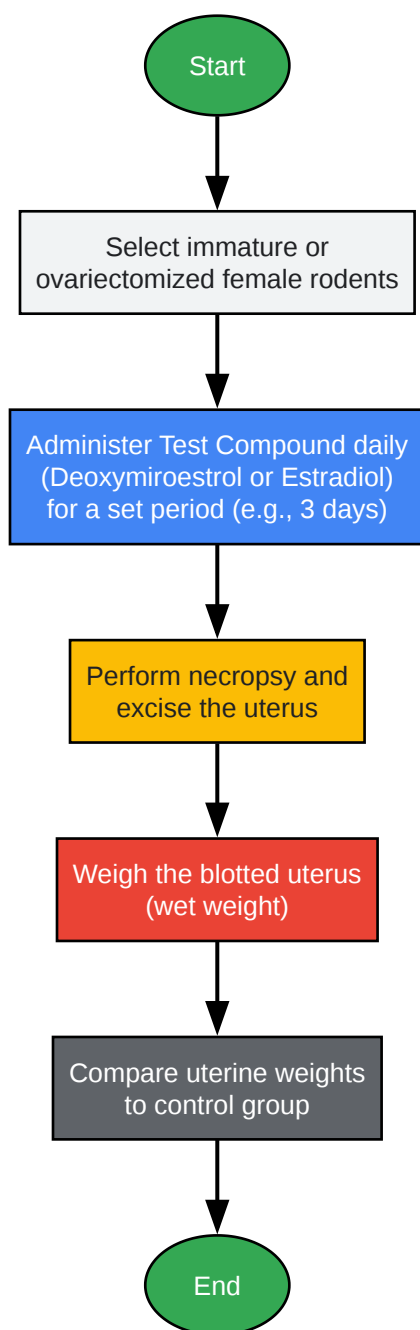 Start
Select immature or
ovariectomized female rodents
Administer Test Compound daily
(Deoxymiroestrol or Estradiol)
for a set period (e.g., 3 days)
Perform necropsy and
excise the uterus
Weigh the blotted uterus
(wet weight)
Compare uterine weights
to control group
End